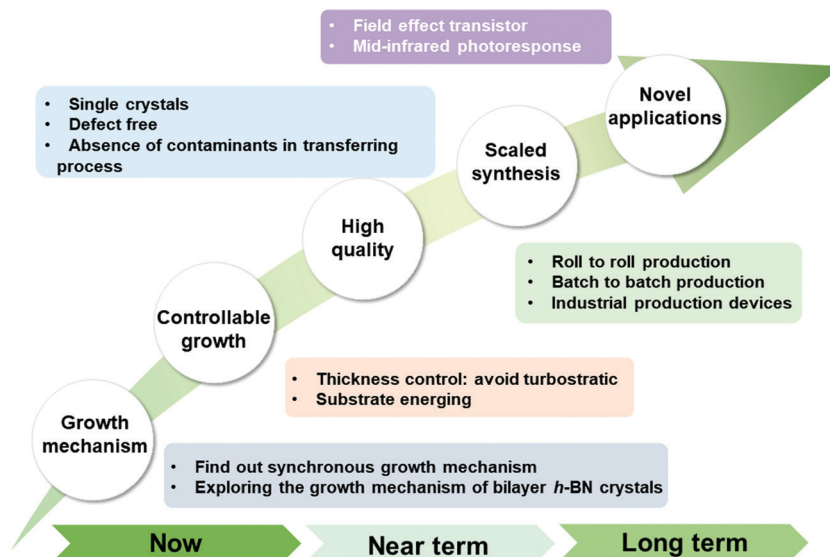 • Field effect transistor
• Mid-infrared photoresponse
• Single crystals
• Defect free
• Absence of contaminants in transferring
process
Novel
applications
Scaled
synthesis
High
quality
• Roll to roll production
• Batch to batch production
• Industrial production devices
Controllable
growth
• Thickness control: avoid turbostratic
• Substrate energing
Growth
mechanism
• Find out synchronous growth mechanism
• Exploring the growth mechanism of bilayer h-BN crystals
Now
Near term
Long term